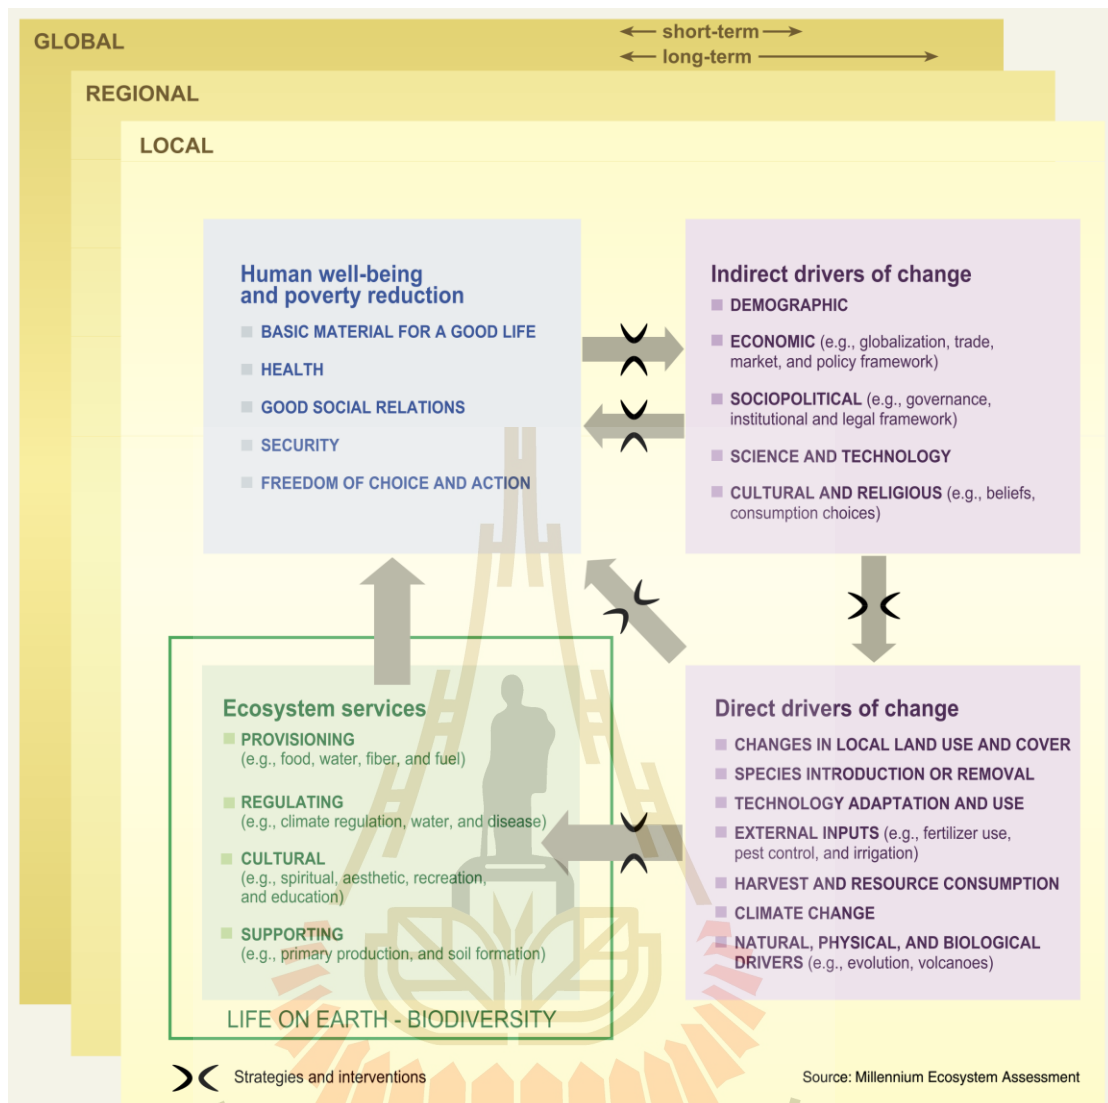 GLOBAL
short-term
long-term
REGIONAL
LOCAL
Human well-being
and poverty reduction
BASIC MATERIAL FOR A GOOD LIFE
HEALTH
GOOD SOCIAL RELATIONS
SECURITY
FREEDOM OF CHOICE AND ACTION
Indirect drivers of change
DEMOGRAPHIC
ECONOMIC (e.g., globalization, trade,
market, and policy framework)
SOCIOPOLITICAL (e.g., governance,
institutional and legal framework)
SCIENCE AND TECHNOLOGY
CULTURAL AND RELIGIOUS (e.g., beliefs,
consumption choices)
Ecosystem services
PROVISIONING
(e.g., food, water, fiber, and fuel)
REGULATING
(e.g., climate regulation, water, and disease)
CULTURAL
(e.g., spiritual, aesthetic, recreation,
and education)
SUPPORTING
(e.g., primary production, and soil formation)
LIFE ON EARTH - BIODIVERSITY
Direct drivers of change
CHANGES IN LOCAL LAND USE AND COVER
SPECIES INTRODUCTION OR REMOVAL
TECHNOLOGY ADAPTATION AND USE
EXTERNAL INPUTS (e.g., fertilizer use,
pest control, and irrigation)
HARVEST AND RESOURCE CONSUMPTION
CLIMATE CHANGE
NATURAL, PHYSICAL, AND BIOLOGICAL
DRIVERS (e.g., evolution, volcanoes)
Strategies and interventions
Source: Millennium Ecosystem Assessment